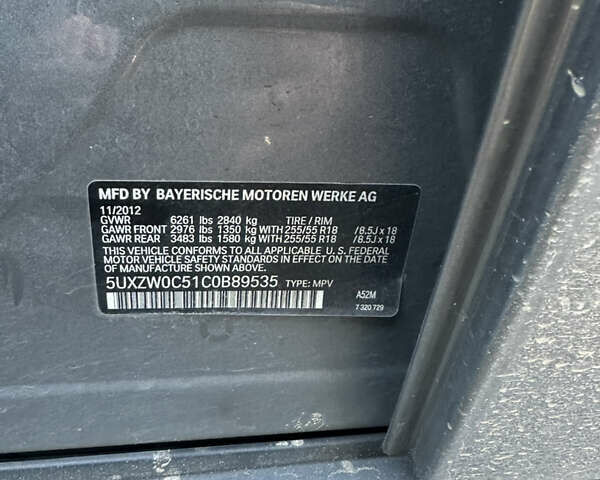 MFD BY BAYERISCHE MOTOREN WERKE AG
11/2012
GVWR 6261 lbs 2840 kg TIRE / RIM
GAWR FRONT 2976 lbs 1350 kg WITH 255/55 R18 /8.5J x 18
GAWR REAR 3483 lbs 1580 kg WITH 255/55 R18 /8.5J x 18
THIS VEHICLE CONFORMS TO ALL APPLICABLE U. S. FEDERAL
MOTOR VEHICLE SAFETY STANDARDS IN EFFECT ON THE
DATE OF MANUFACTURE SHOWN ABOVE.
5UXZW0C51C0B89535 TYPE: MPV A52M
7 320 729